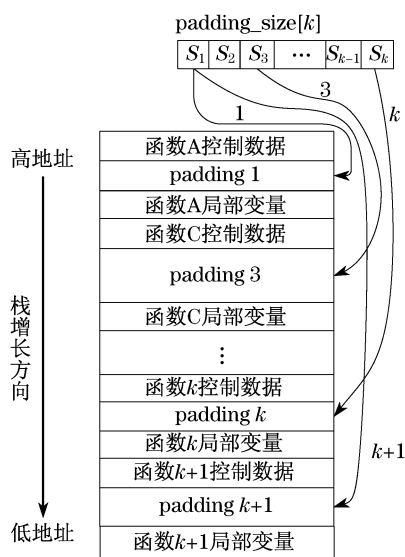 padding_size[k]
S1 S2 S3 … Sk-1 Sk
1
3
k
高地址
函数A控制数据
padding 1
函数A局部变量
函数C控制数据
padding 3
栈增长方向
函数C局部变量
⋮
函数k控制数据
padding k
函数k局部变量
k+1
函数k+1控制数据
padding k+1
低地址
函数k+1局部变量